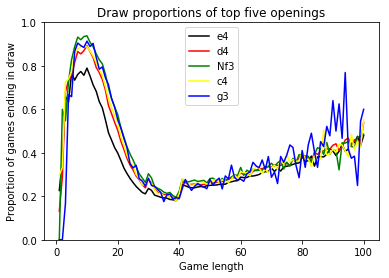 Draw proportions of top five openings
Proportion of games ending in draw
1.0
0.8
0.6
0.4
0.2
0.0
e4
d4
Nf3
c4
g3
0 20 40 60 80 100
Game length